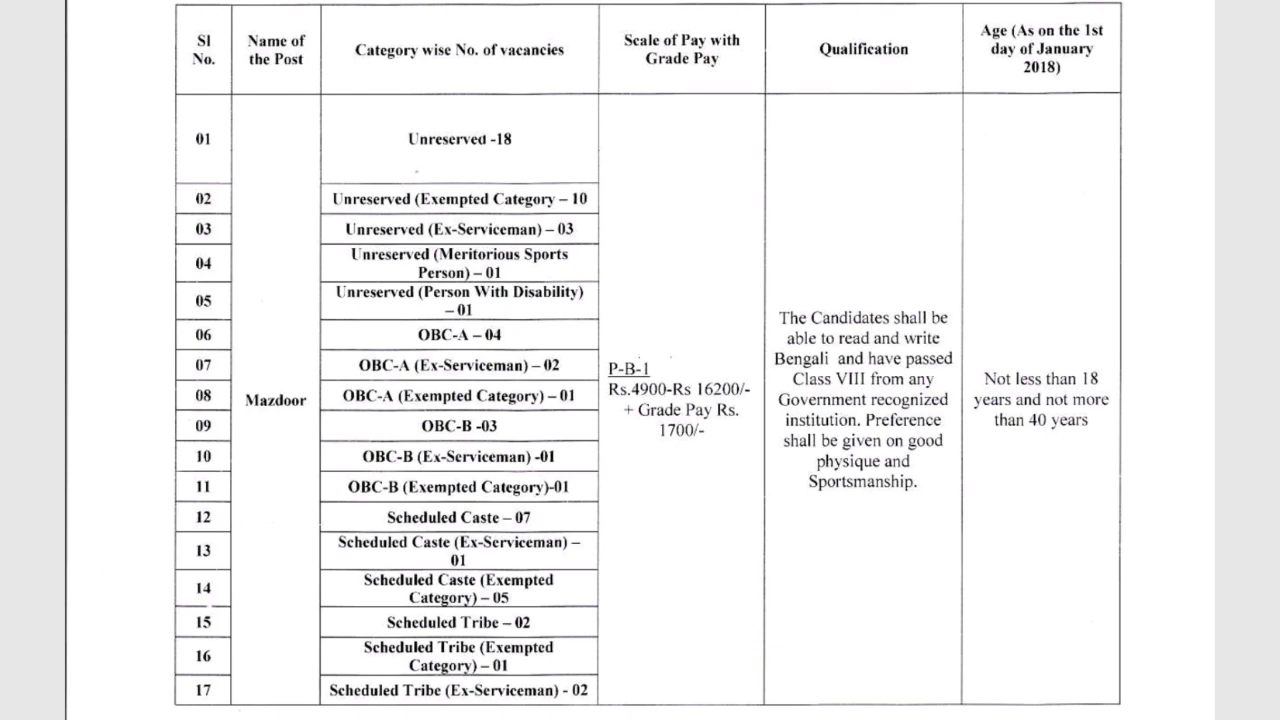 Sl No.
Name of the Post
Category wise No. of vacancies
Scale of Pay with Grade Pay
Qualification
Age (As on the 1st day of January 2018)
01
Unreserved -18
02
Unreserved (Exempted Category – 10
03
Unreserved (Ex-Serviceman) – 03
04
Unreserved (Meritorious Sports
Person) – 01
05
Unreserved (Person With Disability)
– 01
06
OBC-A – 04
07
OBC-A (Ex-Serviceman) – 02
08
OBC-A (Exempted Category) – 01
09
OBC-B -03
10
OBC-B (Ex-Serviceman) -01
11
OBC-B (Exempted Category)-01
12
Scheduled Caste – 07
13
Scheduled Caste (Ex-Serviceman) –
01
14
Scheduled Caste (Exempted
Category) – 05
15
Scheduled Tribe – 02
16
Scheduled Tribe (Exempted
Category) – 01
17
Scheduled Tribe (Ex-Serviceman) - 02
Mazdoor
P-B-1
Rs.4900-Rs 16200/-
+ Grade Pay Rs.
1700/-
The Candidates shall be
able to read and write
Bengali and have passed
Class VIII from any
Government recognized
institution. Preference
shall be given on good
physique and
Sportsmanship.
Not less than 18
years and not more
than 40 years